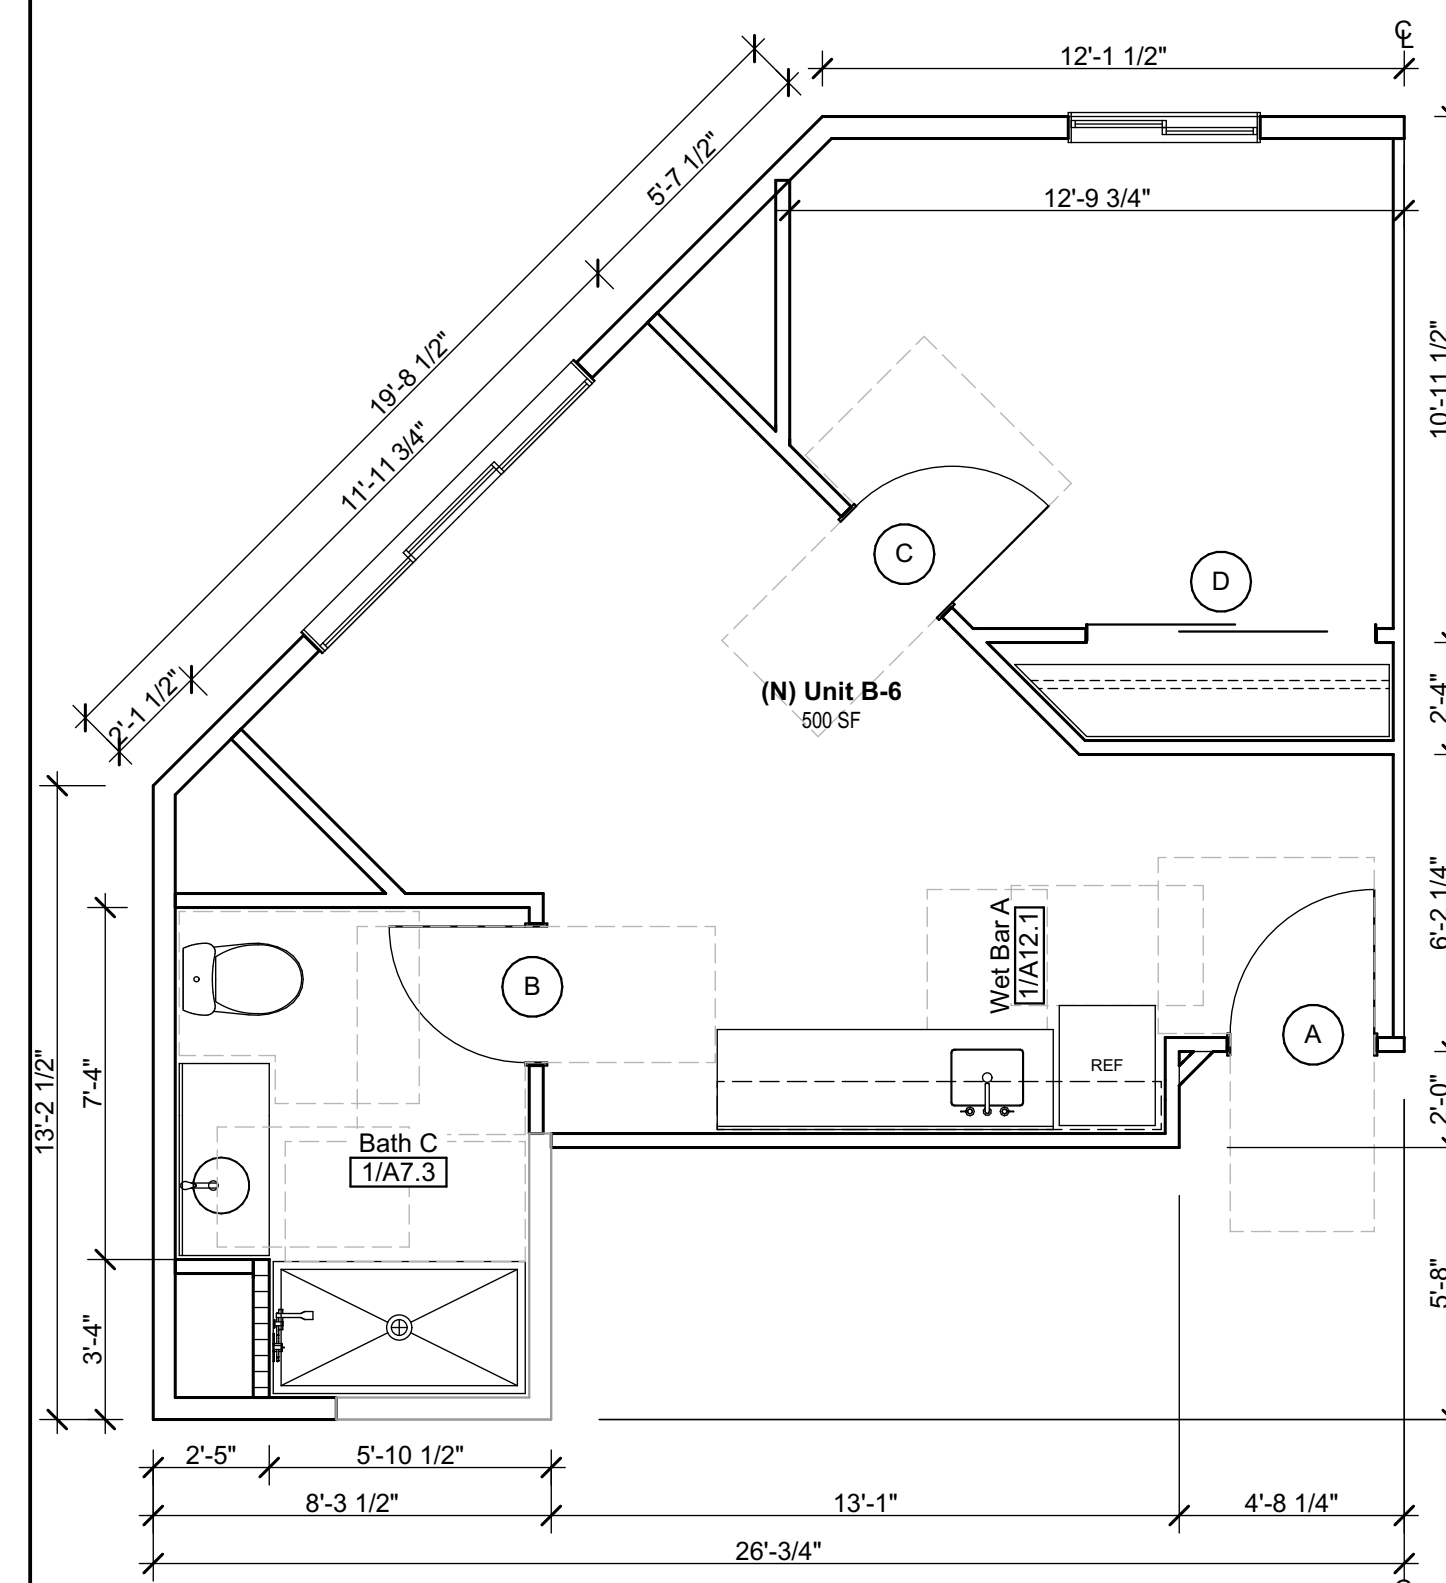 ℄
12'-1 1/2"
5'-7 1/2"
12'-9 3/4"
19'-8 1/2"
11'-11 3/4"
2'-1 1/2"
10'-11 1/2"
C
D
(N) Unit B-6
500 SF
2'-4"
6'-2 1/4"
Wet Bar A
1/A12.1
B
A
REF
2'-0"
13'-2 1/2"
7'-4"
Bath C
1/A7.3
5'-8"
3'-4"
2'-5"
5'-10 1/2"
8'-3 1/2"
13'-1"
4'-8 1/4"
26'-3/4"